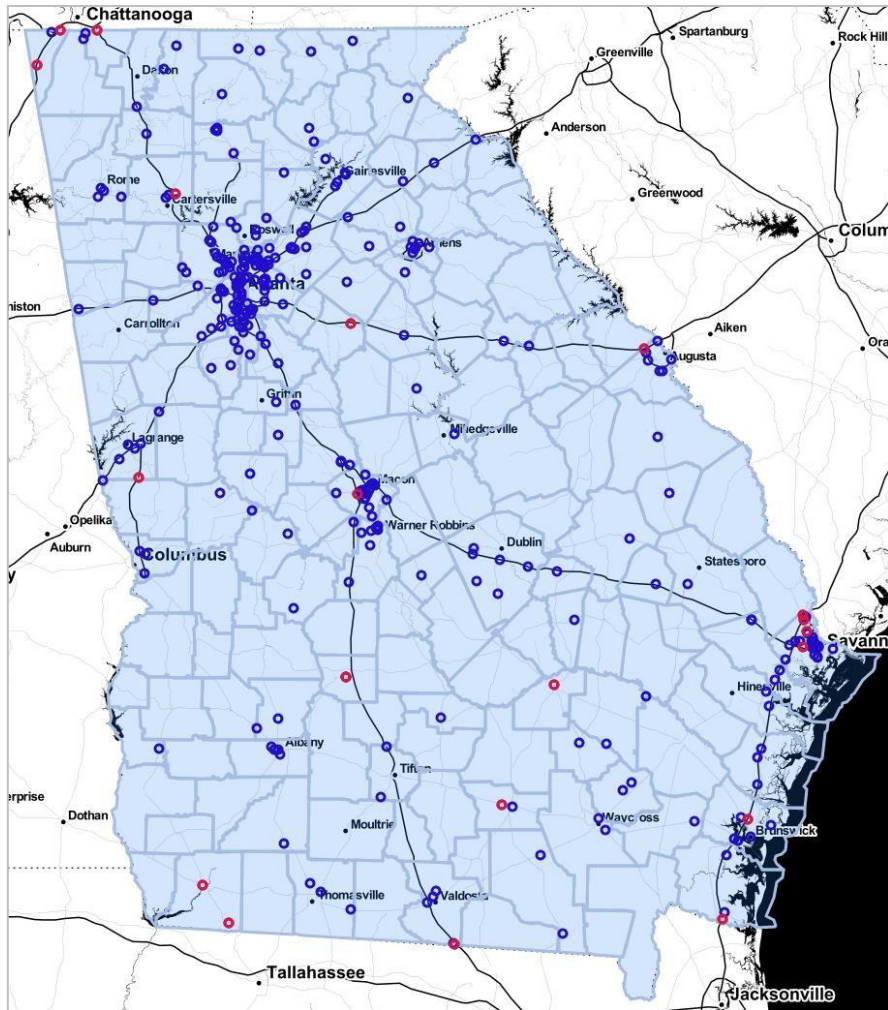 Chattanooga
Spartanburg
Rock Hill
Greenville
Dalton
Anderson
Rome
Gainesville
Greenwood
Cartersville
Roswell
Colum
Athens
Atlanta
niston
Carrollton
Aiken
Ora
Augusta
Griffin
Lagrange
Milledgeville
Macon
Opelika
Warner Robbins
Auburn
Dublin
Columbus
Statesboro
y
Savann
Hinesville
Albany
Tifton
erprise
Dothan
Waycross
Moultrie
Brunswick
Thomasville
Valdosta
Tallahassee
Jacksonville